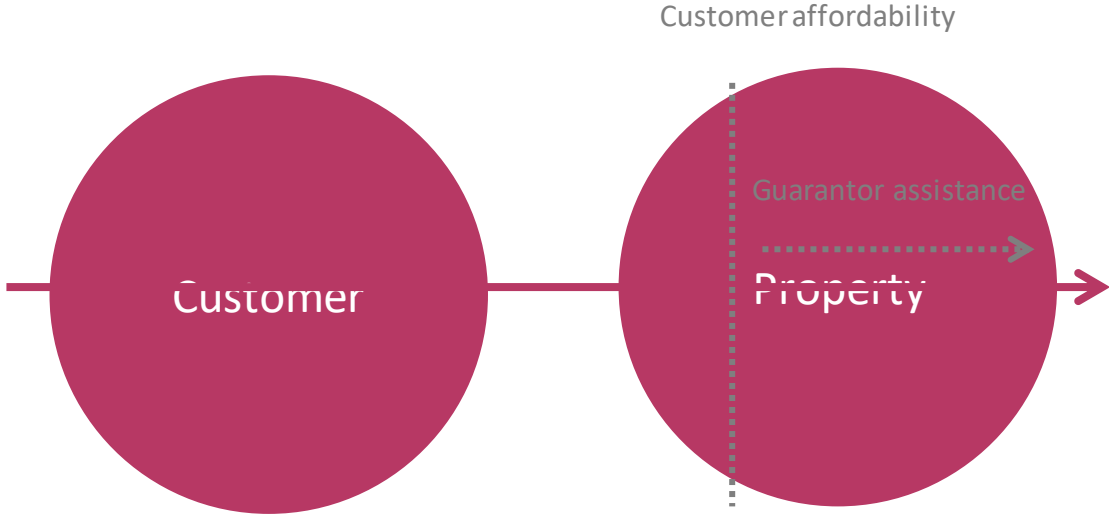 Customer affordability
Guarantor assistance
Customer
Property